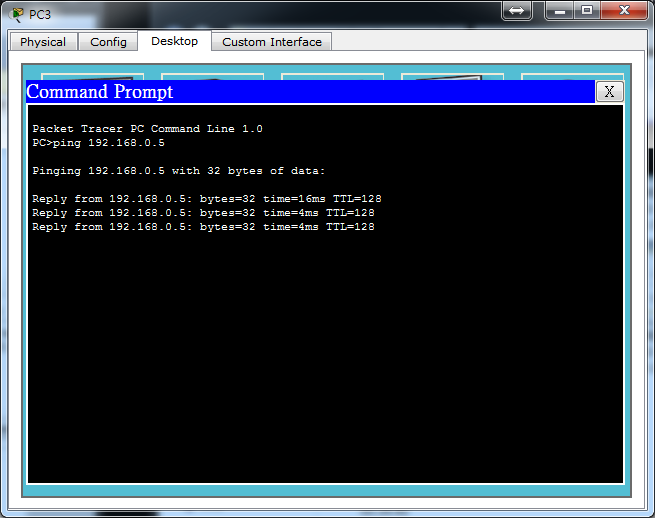 PC3
Physical Config Desktop Custom Interface
Command Prompt X
Packet Tracer PC Command Line 1.0
PC>ping 192.168.0.5
Pinging 192.168.0.5 with 32 bytes of data:
Reply from 192.168.0.5: bytes=32 time=16ms TTL=128
Reply from 192.168.0.5: bytes=32 time=4ms TTL=128
Reply from 192.168.0.5: bytes=32 time=4ms TTL=128